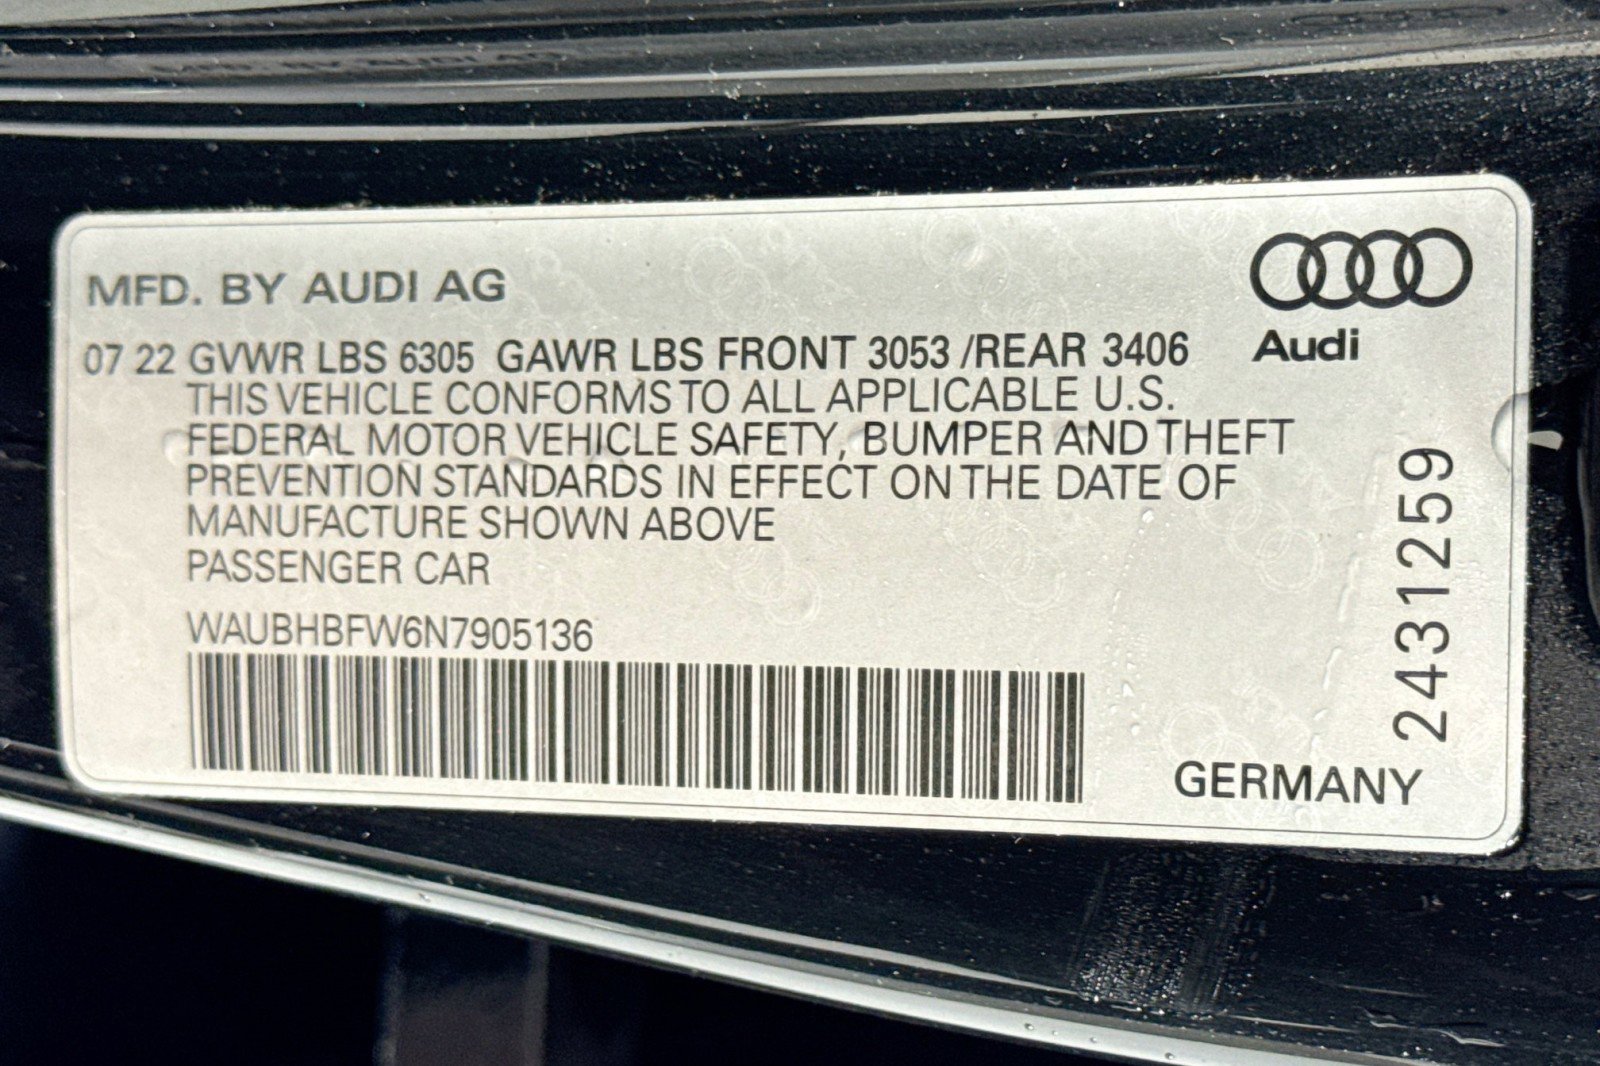 MFD. BY AUDI AG
Audi
07 22 GVWR LBS 6305 GAWR LBS FRONT 3053 /REAR 3406
THIS VEHICLE CONFORMS TO ALL APPLICABLE U.S.
FEDERAL MOTOR VEHICLE SAFETY, BUMPER AND THEFT
PREVENTION STANDARDS IN EFFECT ON THE DATE OF
MANUFACTURE SHOWN ABOVE
PASSENGER CAR
WAUBHBFW6N7905136
2431259
GERMANY